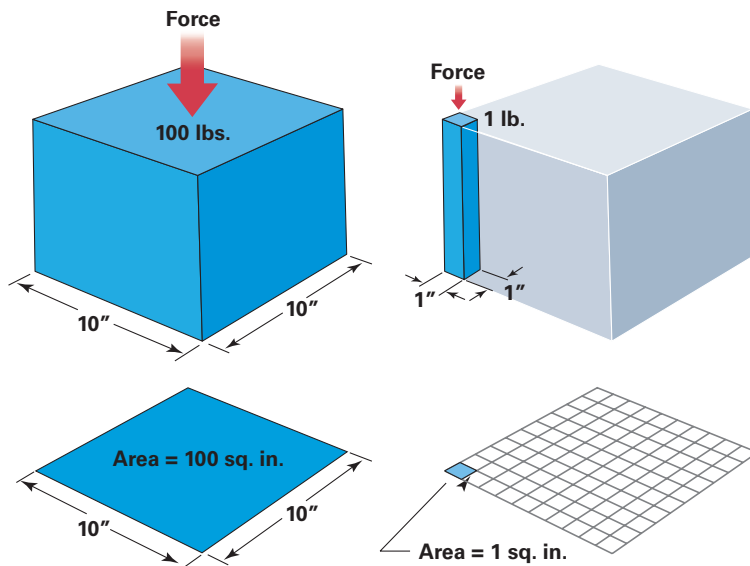 Force
100 lbs.
10″
10″
Force
1 lb.
1″
1″
Area = 100 sq. in.
10″
10″
Area = 1 sq. in.